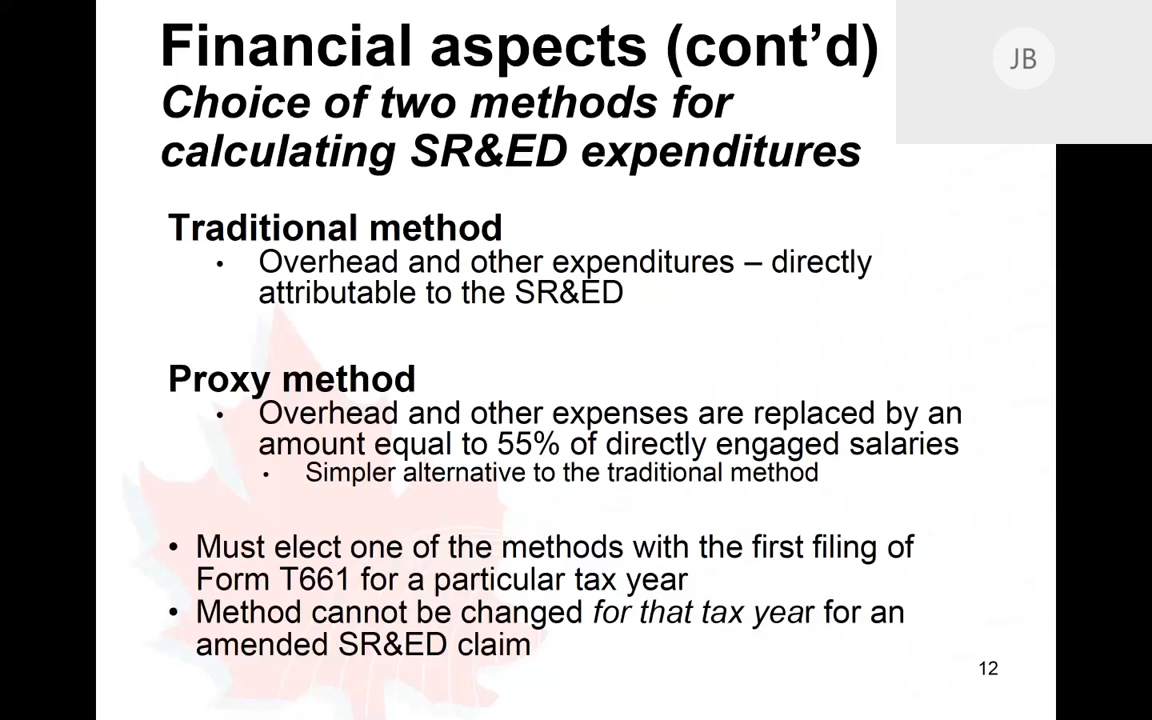 Financial aspects (cont’d)
JB
Choice of two methods for
calculating SR&ED expenditures
Traditional method
• Overhead and other expenditures – directly
attributable to the SR&ED
Proxy method
• Overhead and other expenses are replaced by an
amount equal to 55% of directly engaged salaries
• Simpler alternative to the traditional method
• Must elect one of the methods with the first filing of
Form T661 for a particular tax year
• Method cannot be changed for that tax year for an
amended SR&ED claim
12